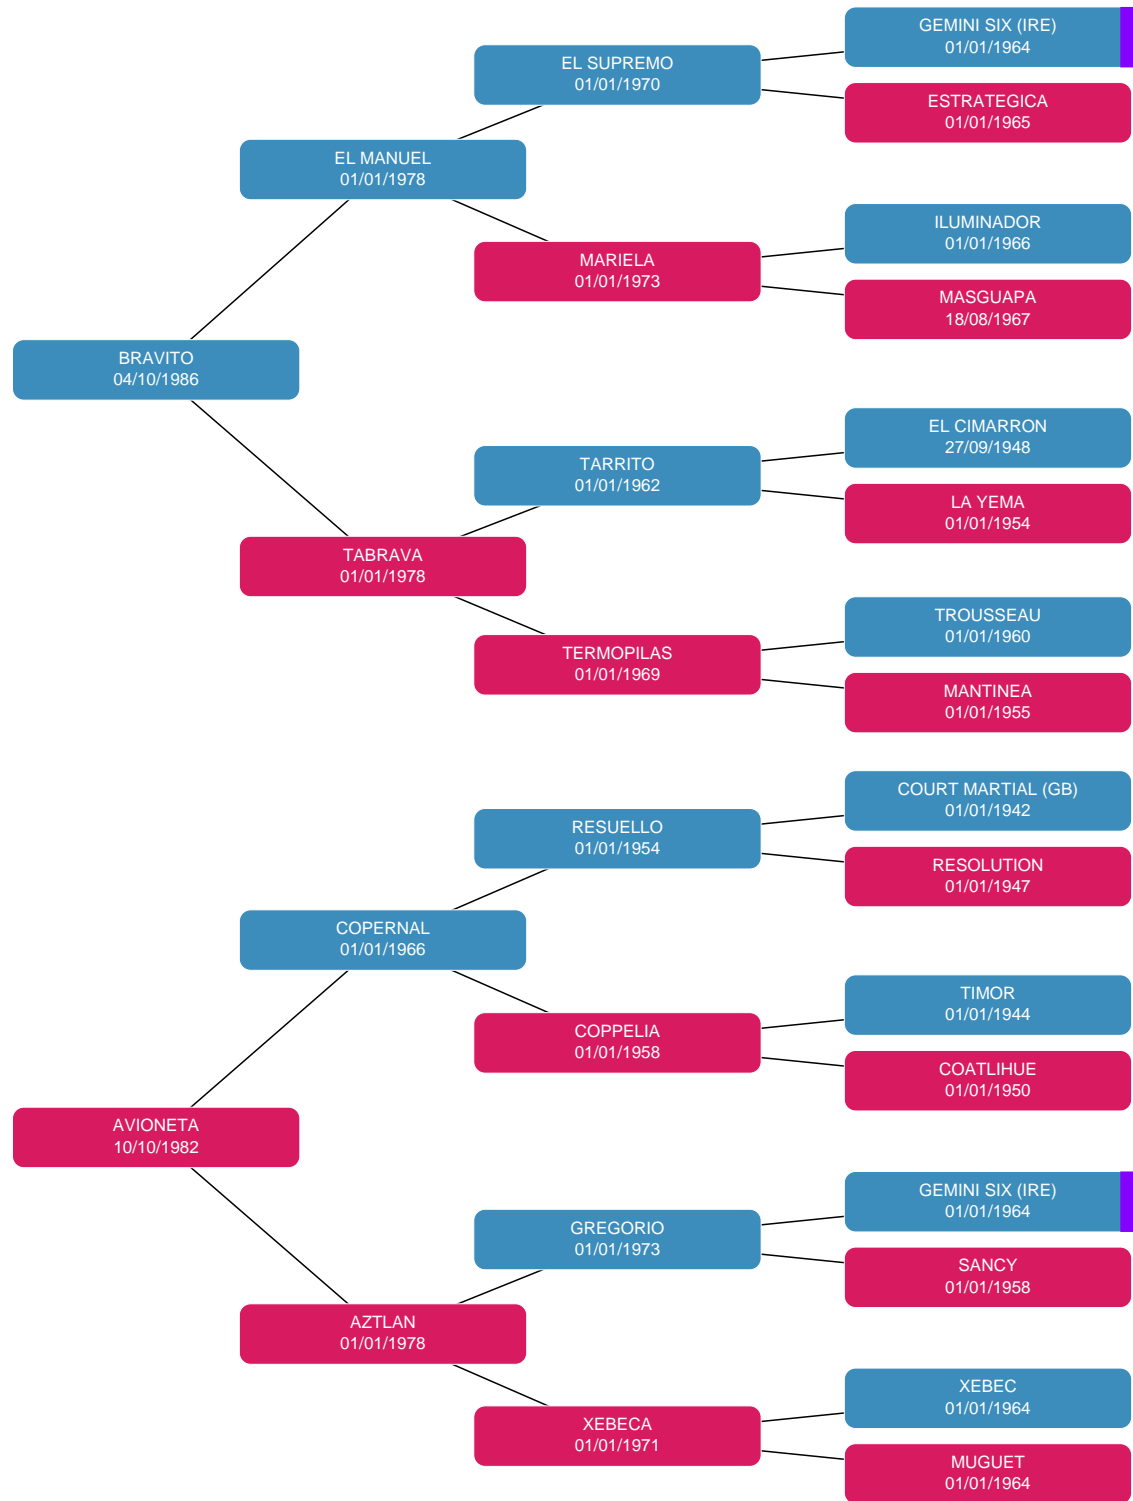 GEMINI SIX (IRE)
01/01/1964
EL SUPREMO
01/01/1970
ESTRATEGICA
01/01/1965
EL MANUEL
01/01/1978
ILUMINADOR
01/01/1966
MARIELA
01/01/1973
MASGUAPA
18/08/1967
BRAVITO
04/10/1986
EL CIMARRON
27/09/1948
TARRITO
01/01/1962
LA YEMA
01/01/1954
TABRAVA
01/01/1978
TROUSSEAU
01/01/1960
TERMOPILAS
01/01/1969
MANTINEA
01/01/1955
COURT MARTIAL (GB)
01/01/1942
RESUELLO
01/01/1954
RESOLUTION
01/01/1947
COPERNAL
01/01/1966
TIMOR
01/01/1944
COPPELIA
01/01/1958
COATLIHUE
01/01/1950
AVIONETA
10/10/1982
GEMINI SIX (IRE)
01/01/1964
GREGORIO
01/01/1973
SANCY
01/01/1958
AZTLAN
01/01/1978
XEBEC
01/01/1964
XEBECA
01/01/1971
MUGUET
01/01/1964